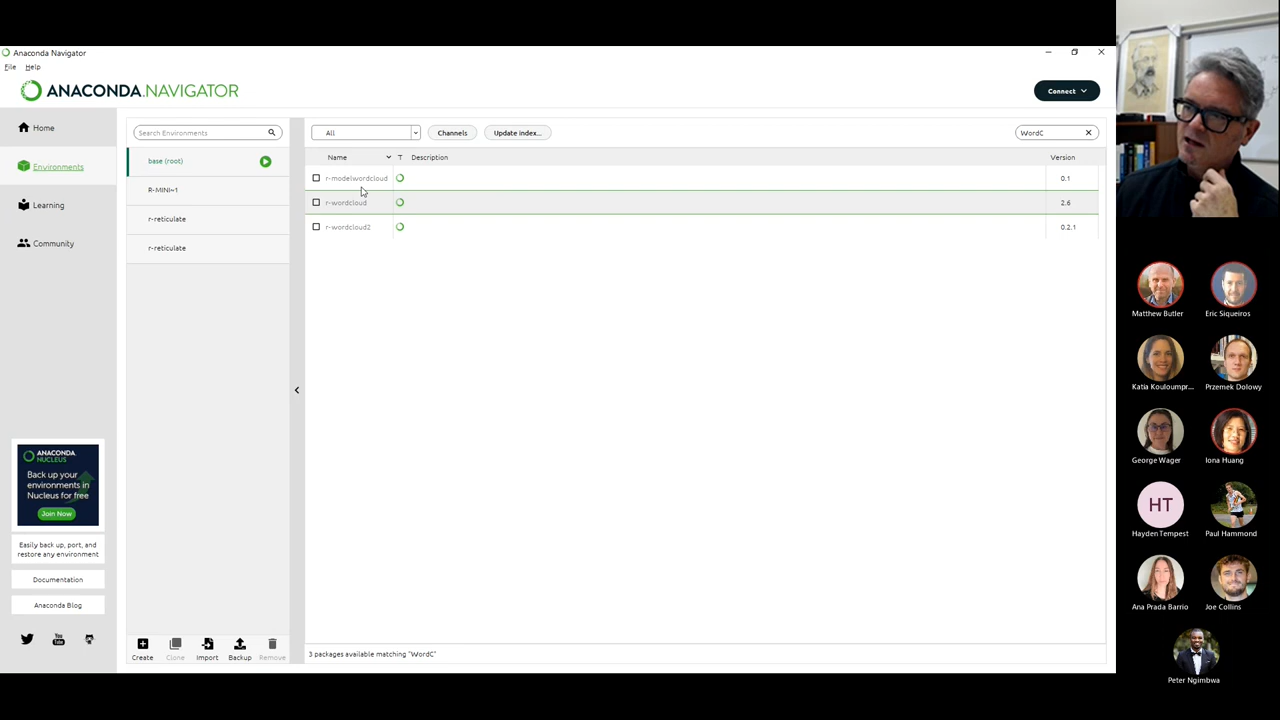 Anaconda Navigator
File Help
ANACONDA.NAVIGATOR
Connect
Home
Environments
Learning
Community
Search Environments
base (root)
R-MINI~1
r-reticulate
r-reticulate
All
Channels
Update index...
WordC
Name T Description Version
r-modelwordcloud 0.1
r-wordcloud 2.6
r-wordcloud2 0.2.1
3 packages available matching "WordC"
ANACONDA.
NUCLEUS
Back up your
environments in
Nucleus for free
Join Now
Easily back up, port, and
restore any environment
Documentation
Anaconda Blog
You
Tube
Create Clone Import Backup Remove
Matthew Butler
Eric Siqueiros
Katia Kouloumpr...
Przemek Dolowy
George Wager
Iona Huang
HT
Hayden Tempest
Paul Hammond
Ana Prada Barrio
Joe Collins
Peter Ngimbwa